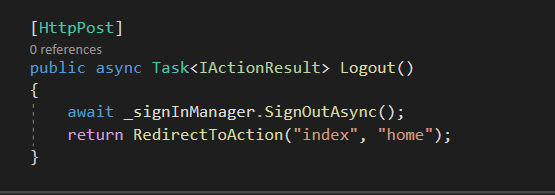 [HttpPost]
0 references
public async Task<IActionResult> Logout()
{
await _signInManager.SignOutAsync();
return RedirectToAction("index", "home");
}